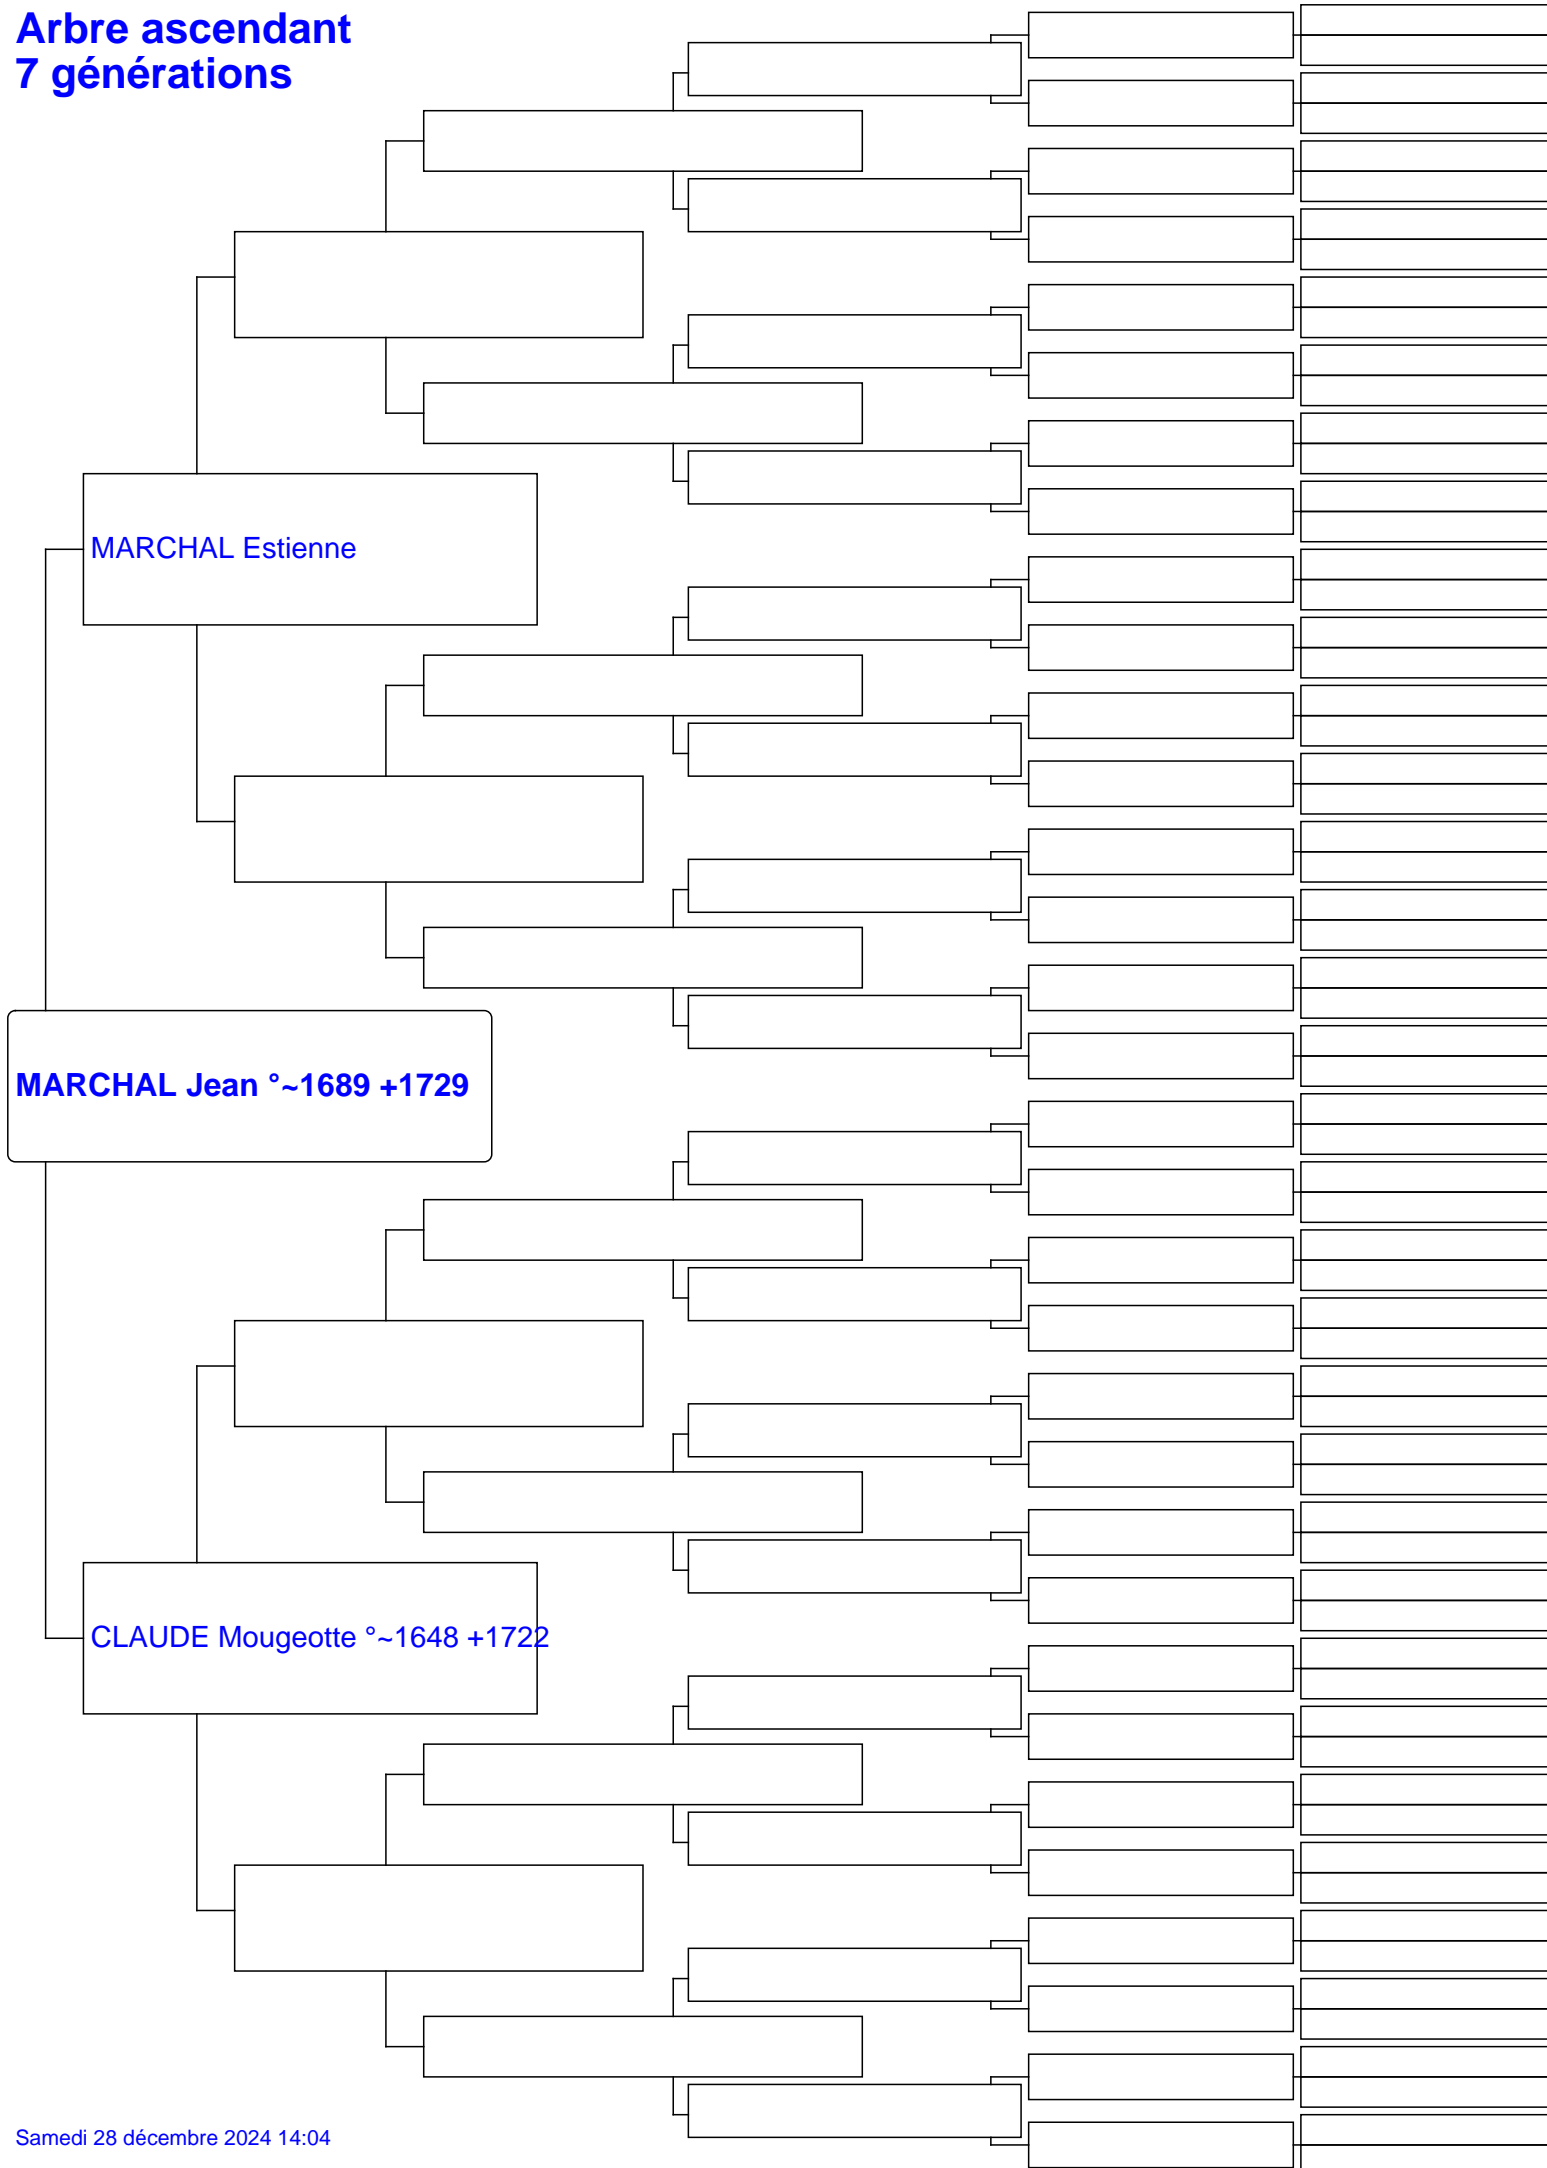 Arbre ascendant
7 générations
MARCHAL Estienne
MARCHAL Jean °~1689 +1729
CLAUDE Mougeotte °~1648 +1722
Samedi 28 décembre 2024 14:04